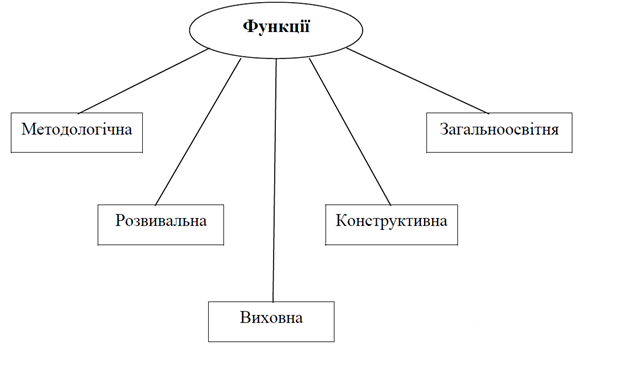 Функції
Методологічна
Загальноосвітня
Розвивальна
Конструктивна
Виховна